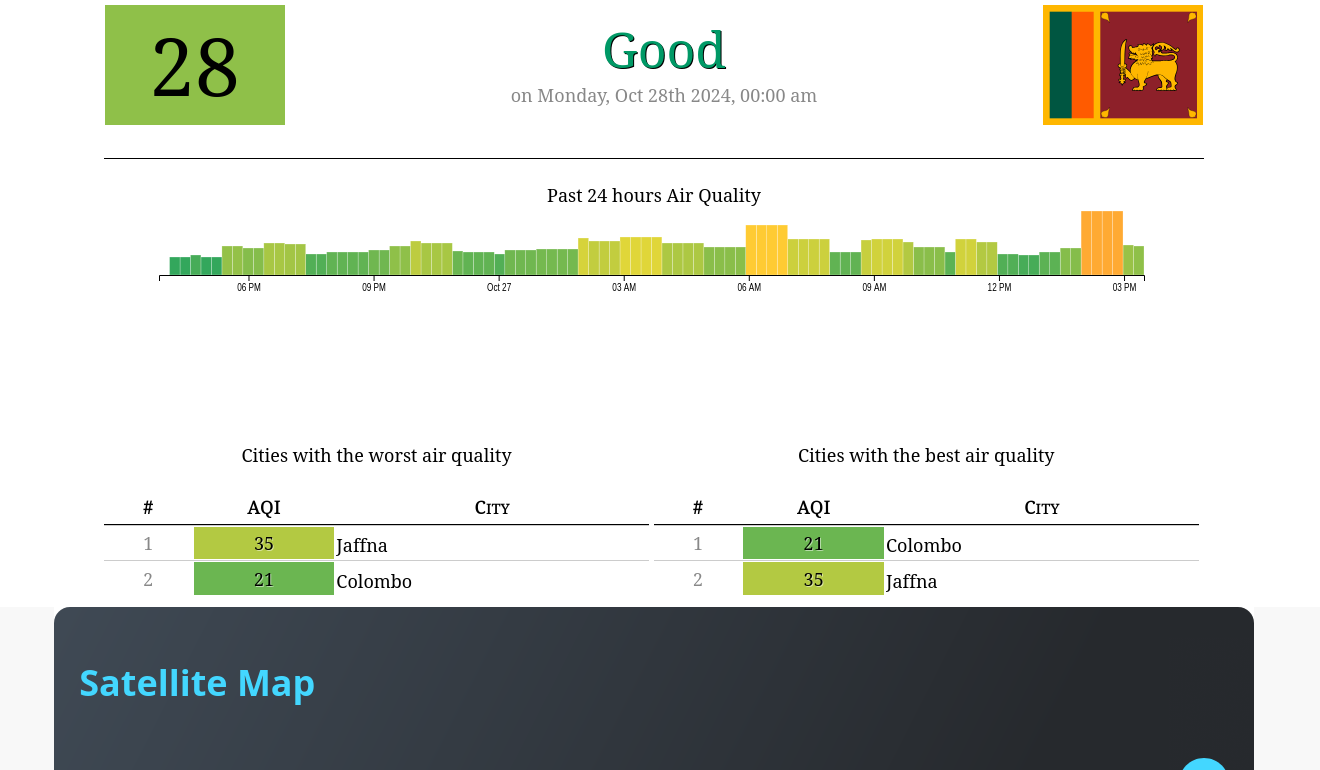 28
Good
on Monday, Oct 28th 2024, 00:00 am
Past 24 hours Air Quality
06 PM 09 PM Oct 27 03 AM 06 AM 09 AM 12 PM 03 PM
Cities with the worst air quality
# AQI City
1 35 Jaffna
2 21 Colombo
Cities with the best air quality
# AQI City
1 21 Colombo
2 35 Jaffna
Satellite Map